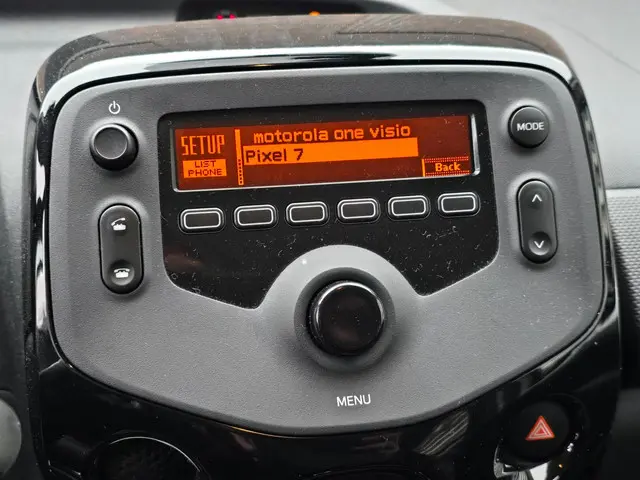 SETUP
LIST
PHONE
motorola one visio
Pixel 7
Back
MODE
MENU